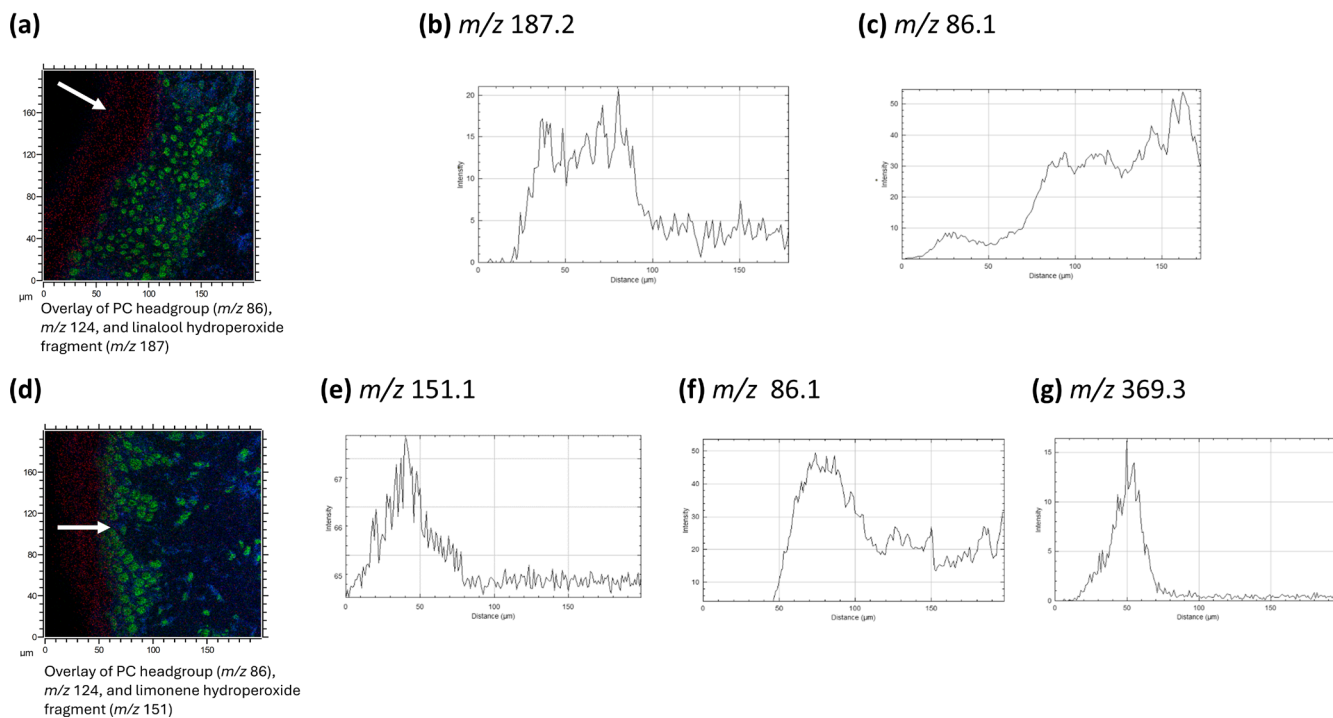 (a)
(b) m/z 187.2
(c) m/z 86.1
160
120
80
40
0
µm
0
50
100
150
Overlay of PC headgroup (m/z 86),
m/z 124, and linalool hydroperoxide
fragment (m/z 187)
20
15
10
5
0
Intensity
0
50
100
150
Distance (µm)
50
40
30
20
10
Intensity
0
50
100
150
Distance (µm)
(d)
(e) m/z 151.1
(f) m/z 86.1
(g) m/z 369.3
160
120
80
40
0
µm
0
50
100
150
Overlay of PC headgroup (m/z 86),
m/z 124, and limonene hydroperoxide
fragment (m/z 151)
67
66
65
Intensity
0
50
100
150
Distance (µm)
50
40
30
20
10
Intensity
0
50
100
150
Distance (µm)
15
10
5
0
Intensity
0
50
100
150
Distance (µm)